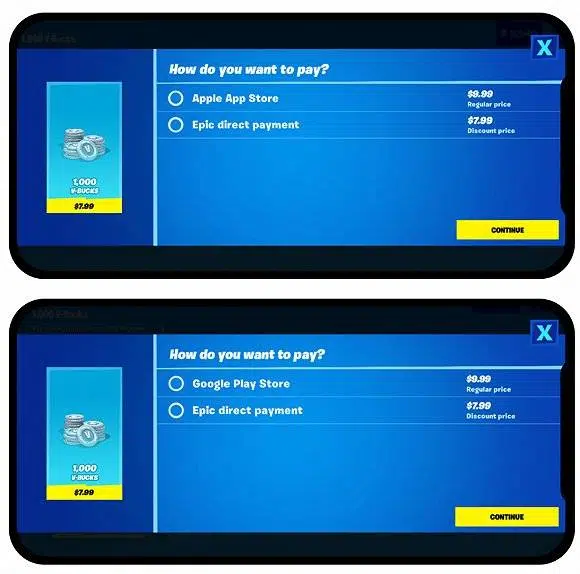 1,000 V-Bucks
X
How do you want to pay?
Apple App Store
$9.99
Regular price
Epic direct payment
$7.99
Discount price
1,000
V-BUCKS
$7.99
CONTINUE
1,000 V-Bucks
X
How do you want to pay?
Google Play Store
$9.99
Regular price
Epic direct payment
$7.99
Discount price
1,000
V-BUCKS
$7.99
CONTINUE